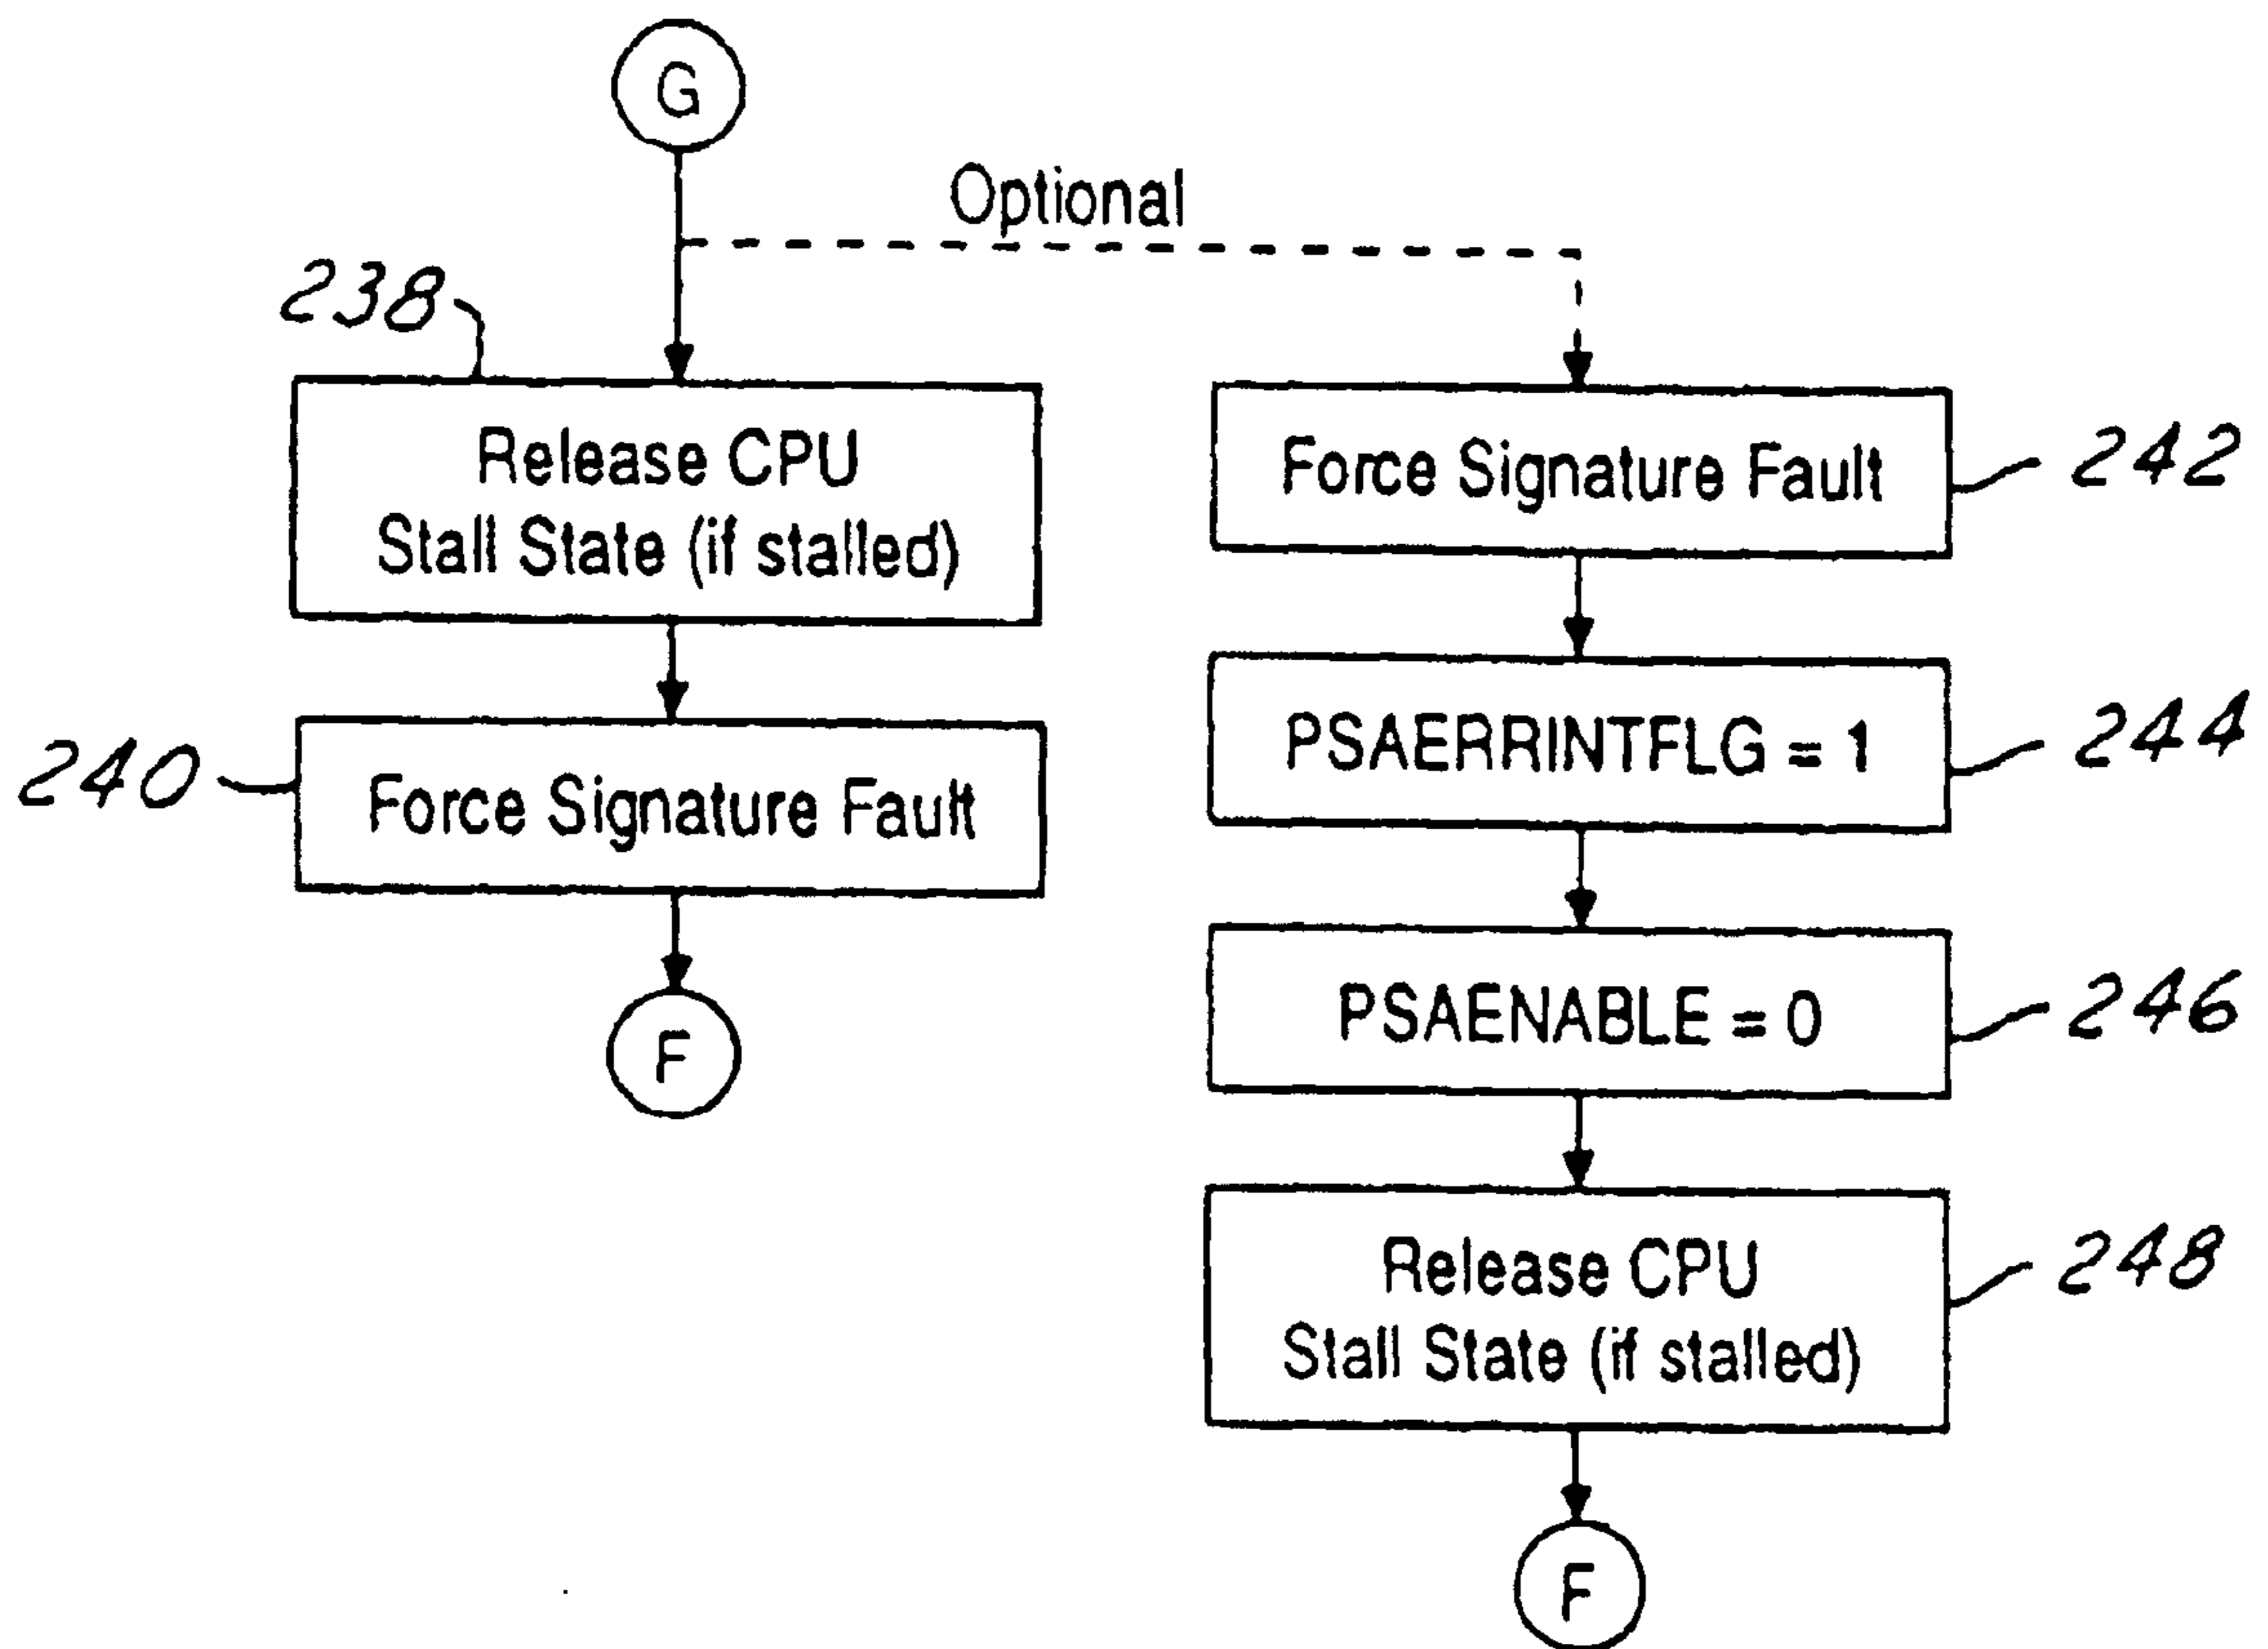 G
Optional
238
Release CPU
Stall State (if stalled)
240
Force Signature Fault
F
Force Signature Fault
242
PSAERRINTFLG = 1
244
PSAENABLE = 0
246
Release CPU
Stall State (if stalled)
248
F